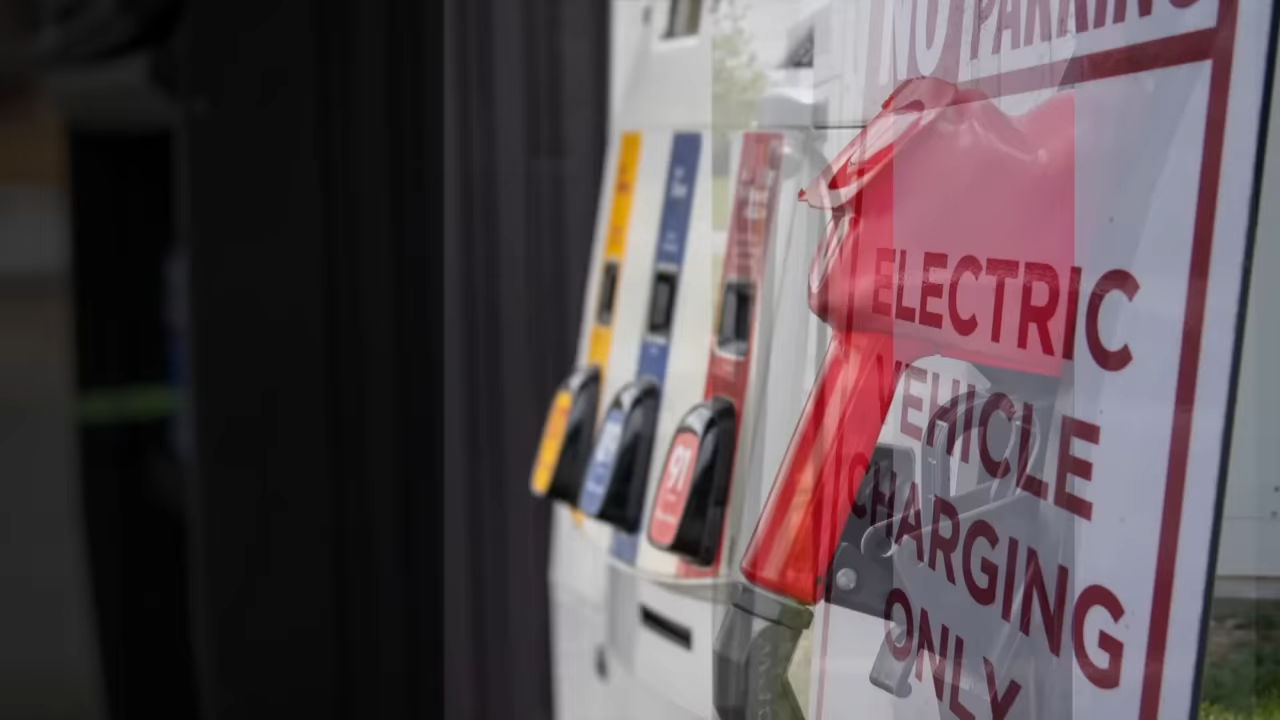 NO PARKING
ELECTRIC
VEHICLE
CHARGING
ONLY
91